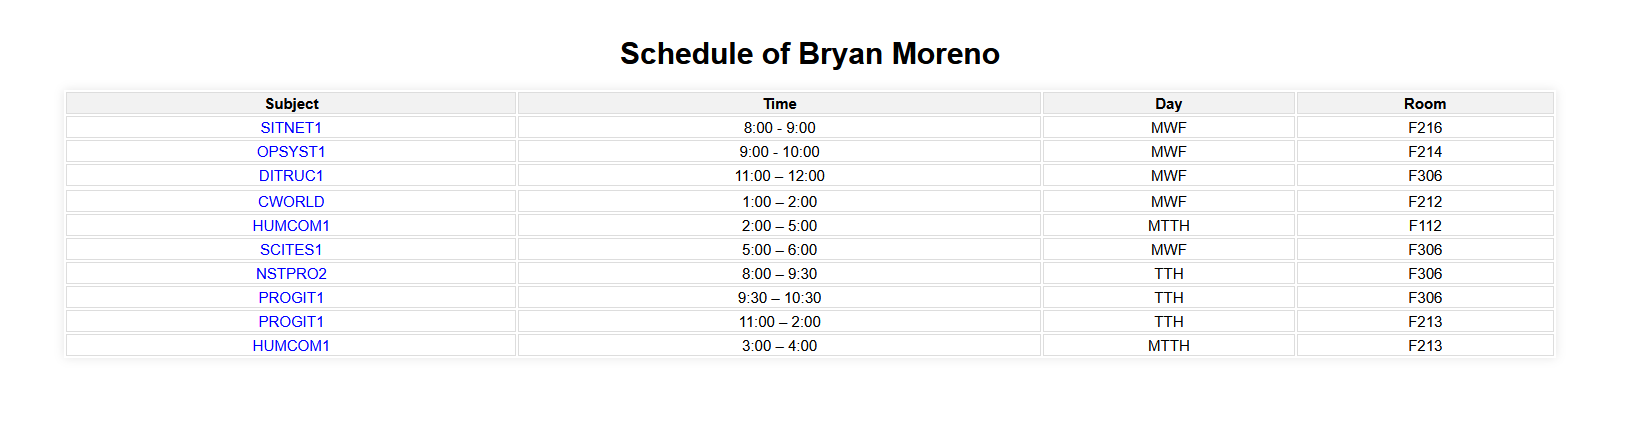 Schedule of Bryan Moreno
Subject Time Day Room
SITNET1 8:00 - 9:00 MWF F216
OPSYST1 9:00 - 10:00 MWF F214
DITRUC1 11:00 – 12:00 MWF F306
CWORLD 1:00 – 2:00 MWF F212
HUMCOM1 2:00 – 5:00 MTTH F112
SCITES1 5:00 – 6:00 MWF F306
NSTPRO2 8:00 – 9:30 TTH F306
PROGIT1 9:30 – 10:30 TTH F306
PROGIT1 11:00 – 2:00 TTH F213
HUMCOM1 3:00 – 4:00 MTTH F213